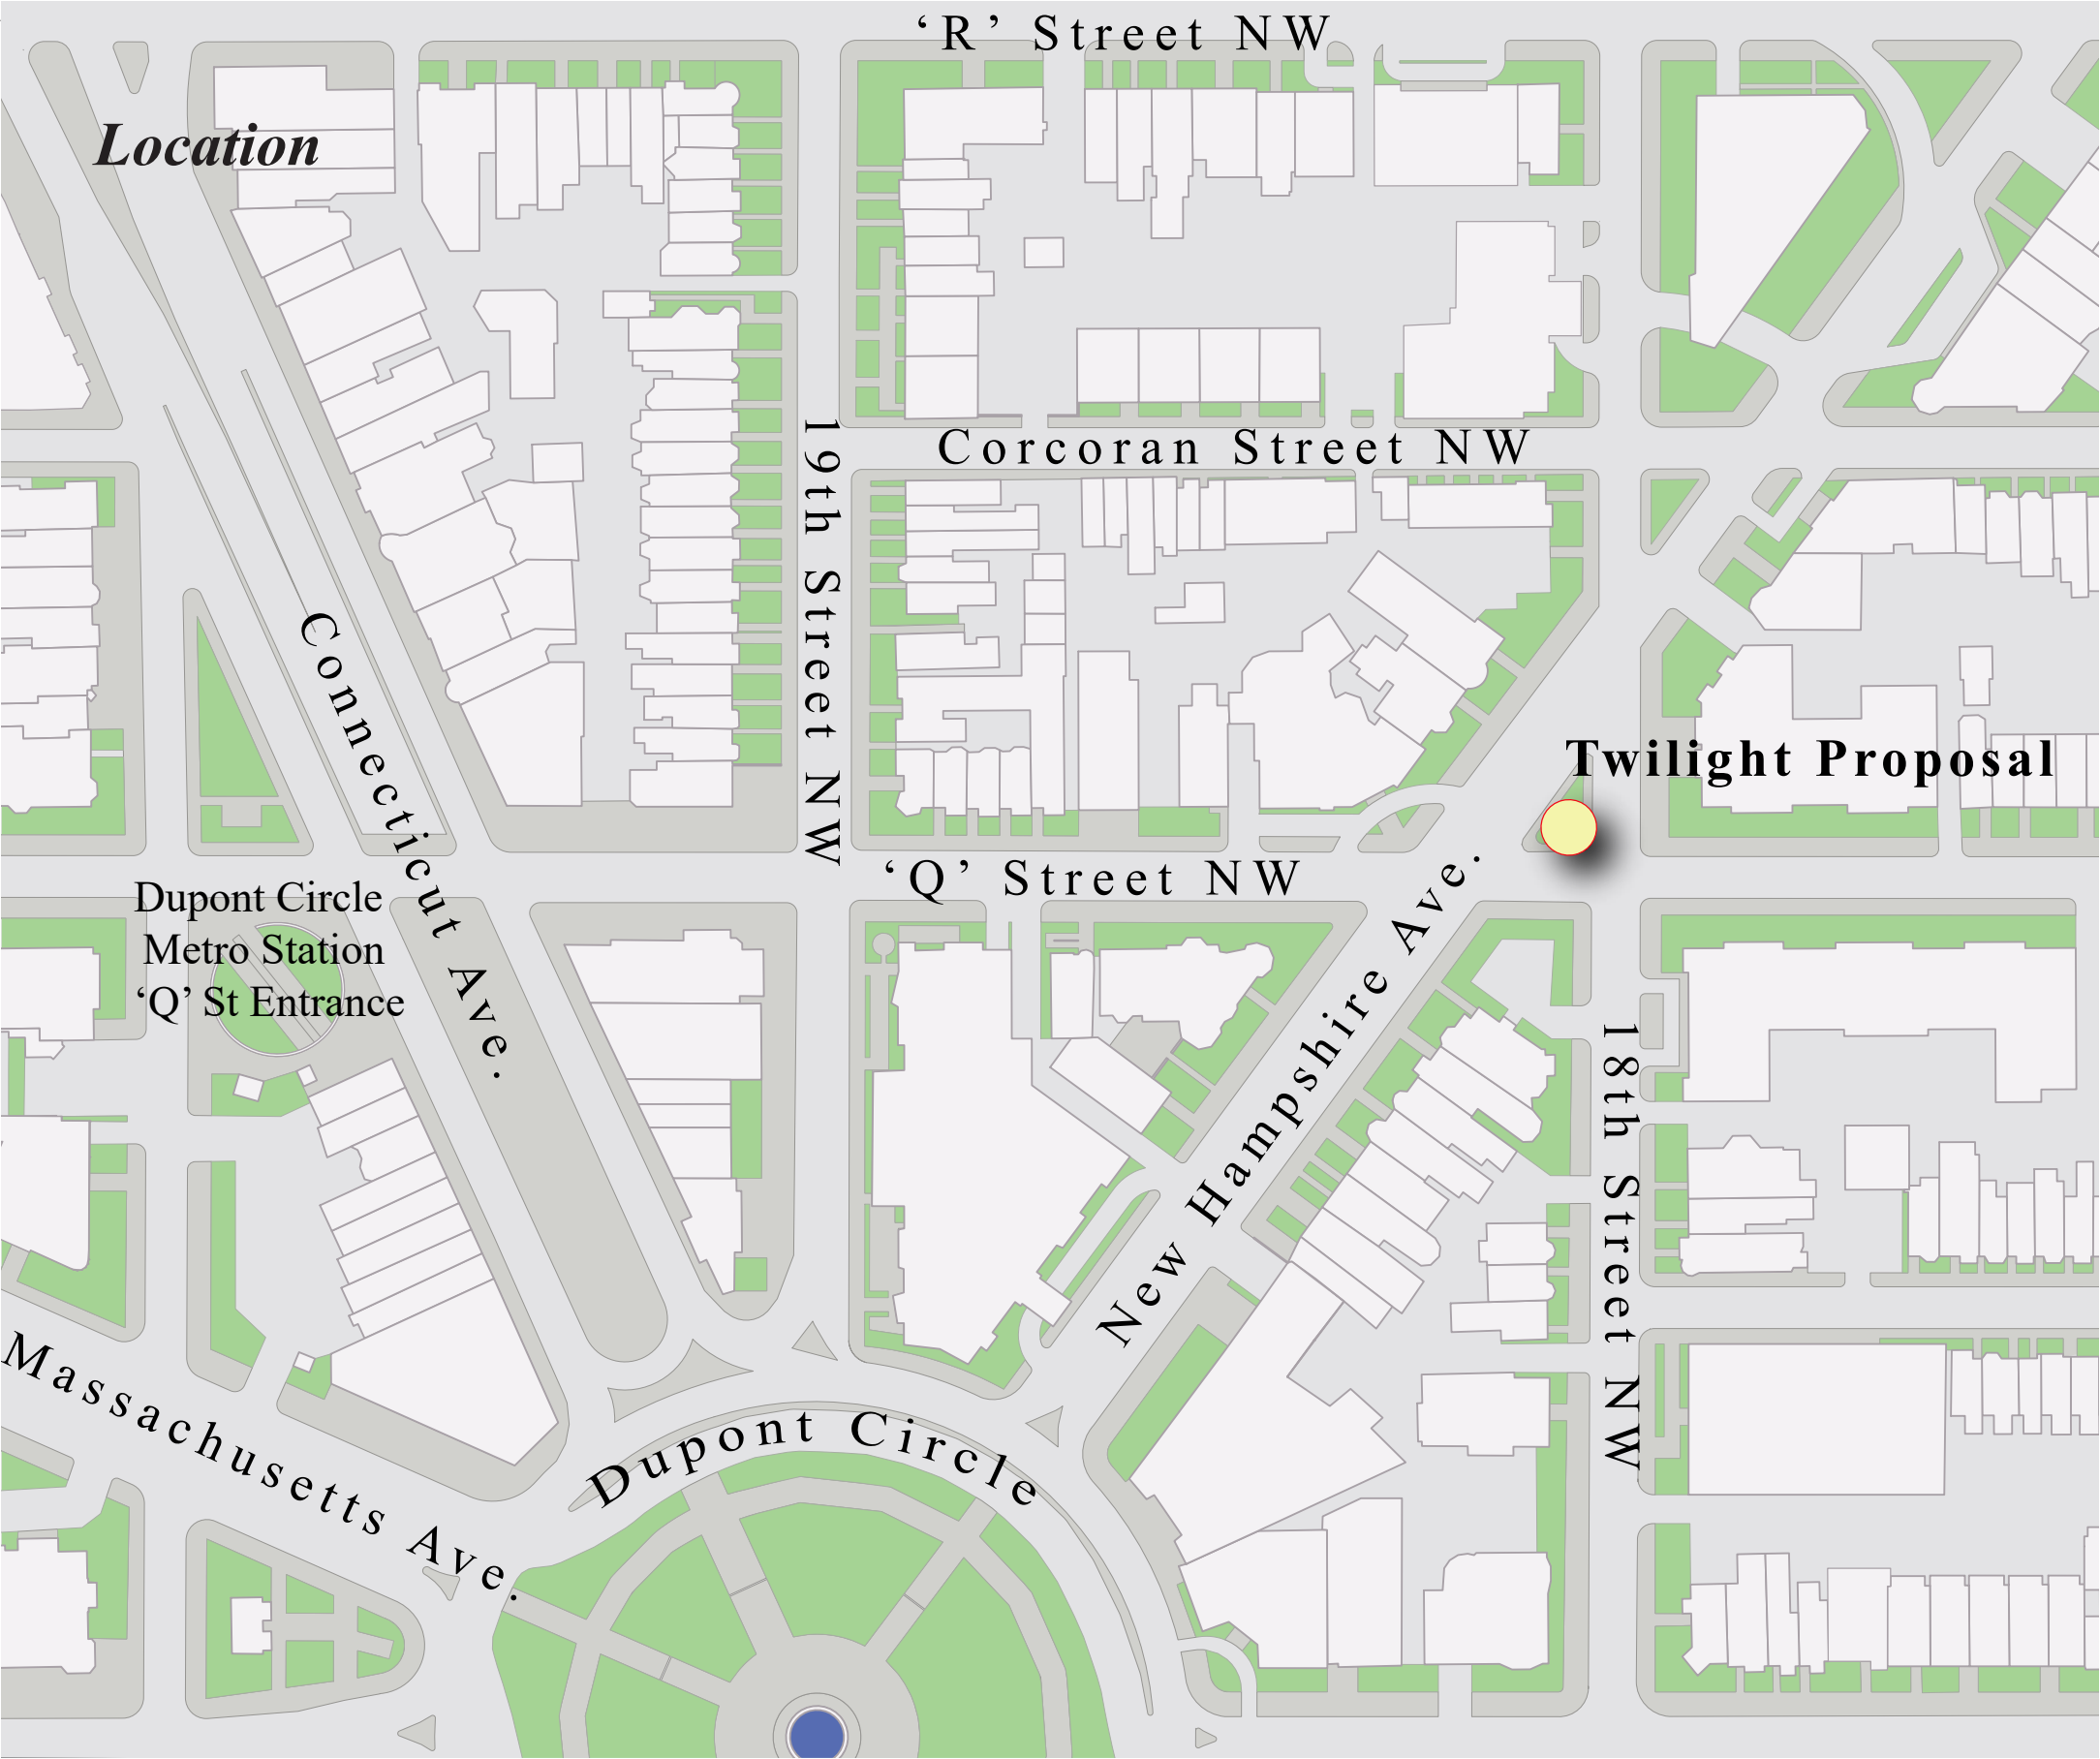 ‘R’ Street NW
Location
Corcoran Street NW
19th Street NW
Connecticut Ave.
Twilight Proposal
‘Q’ Street NW
Dupont Circle
Metro Station
‘Q’ St Entrance
New Hampshire Ave.
18th Street NW
Massachusetts Ave.
Dupont Circle